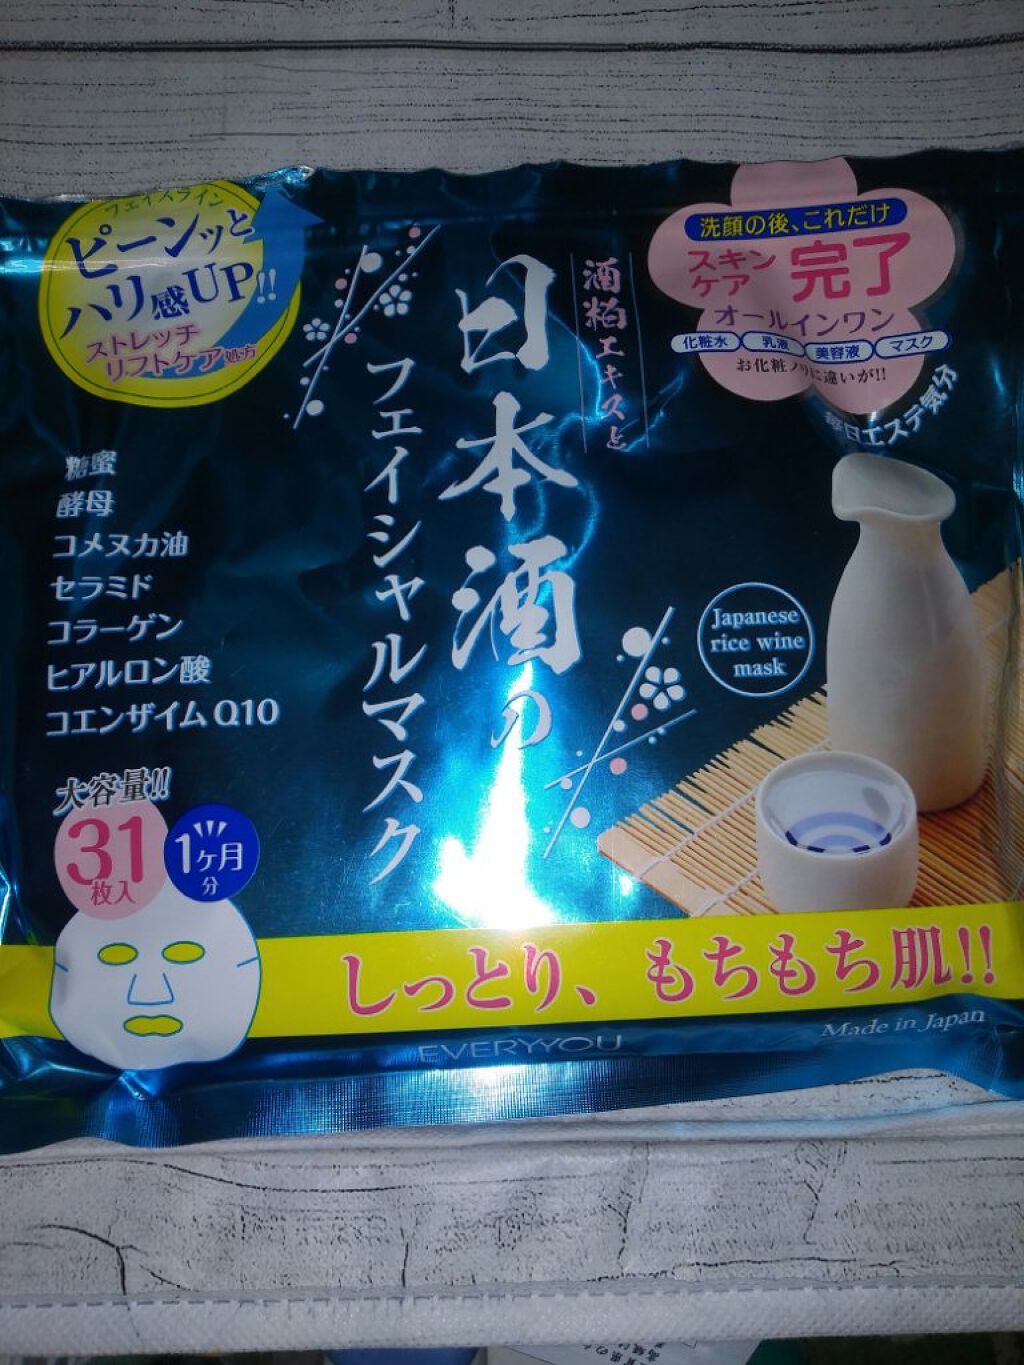 フェイスライン
ピーンッと
ハリ感UP!!
ストレッチ
リフトケア処方
酒粕エキスと
日本酒の
フェイシャルマスク
洗顔の後、これだけ
スキン
ケア
完了
オールインワン
化粧水 乳液 美容液 マスク
お化粧ノリに違いが!!
毎日エステ気分
糖蜜
酵母
コメヌカ油
セラミド
コラーゲン
ヒアルロン酸
コエンザイムQ10
Japanese
rice wine
mask
大容量!!
31
枚入
1ヶ月
分
しっとり、もちもち肌!!
EVERYYOU
Made in Japan